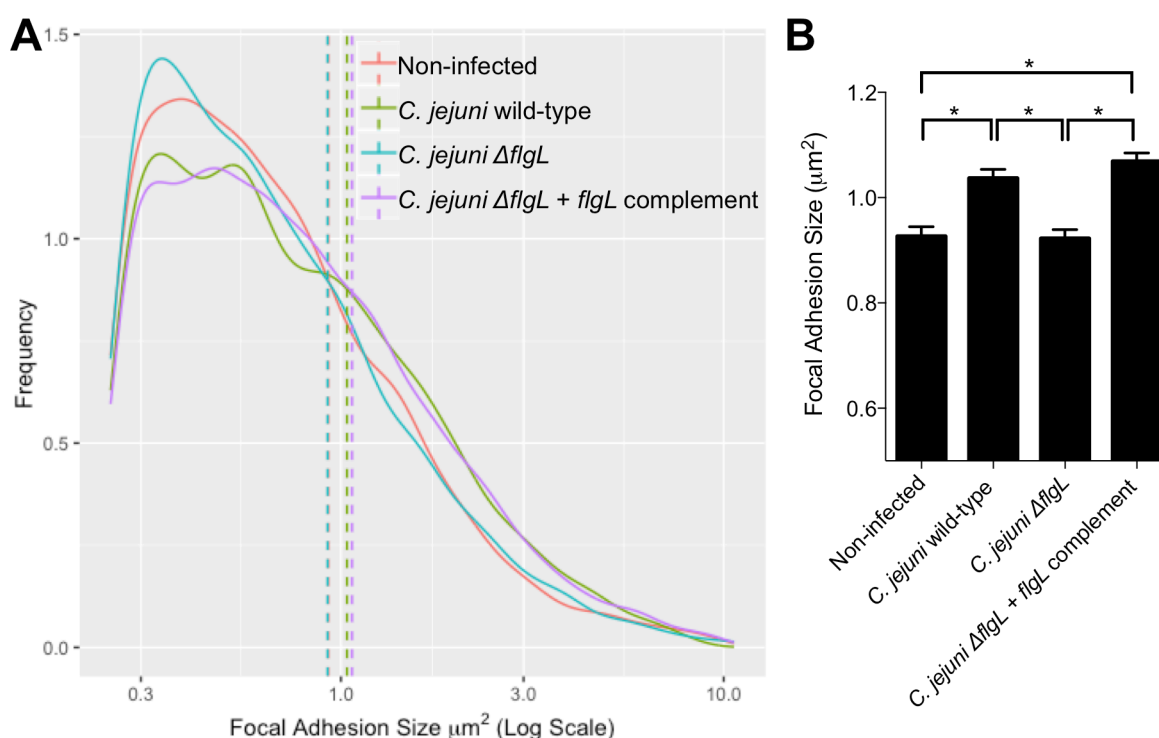 A
1.5
1.0
0.5
0.0
Frequency
Non-infected
C. jejuni wild-type
C. jejuni ΔflgL
C. jejuni ΔflgL + flgL complement
0.3
1.0
3.0
10.0
Focal Adhesion Size μm² (Log Scale)
B
*
*
*
*
1.2
1.0
0.8
0.6
Focal Adhesion Size (μm²)
Non-infected
C. jejuni wild-type
C. jejuni ΔflgL
C. jejuni ΔflgL + flgL complement